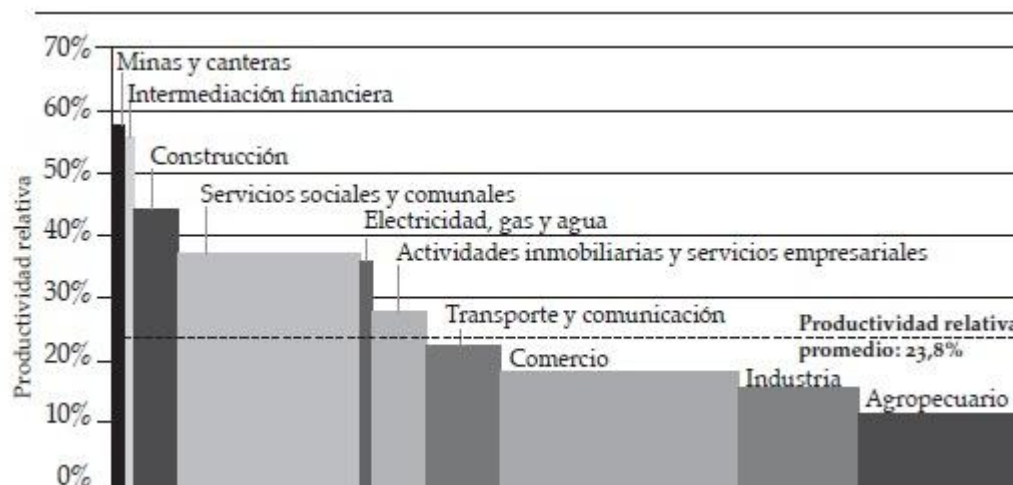 70%
Minas y canteras
Intermediación financiera
60%
Construcción
50%
Servicios sociales y comunales
Electricidad, gas y agua
40%
Actividades inmobiliarias y servicios empresariales
30%
Transporte y comunicación
Productividad relativa
promedio: 23,8%
20%
Comercio
Industria
Agropecuario
10%
0%
Productividad relativa